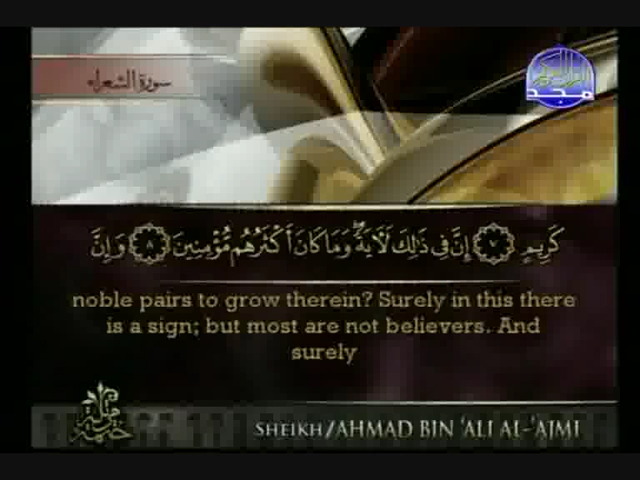 سورة الشعراء
مجد
كَرِيمٍ ٧ إِنَّ فِي ذَٰلِكَ لَآيَةً ۖ وَمَا كَانَ أَكْثَرُهُم مُّؤْمِنِينَ ٨ وَإِنَّ
noble pairs to grow therein? Surely in this there
is a sign; but most are not believers. And
surely
SHEIKH/AHMAD BIN 'ALI AL-'AJMI